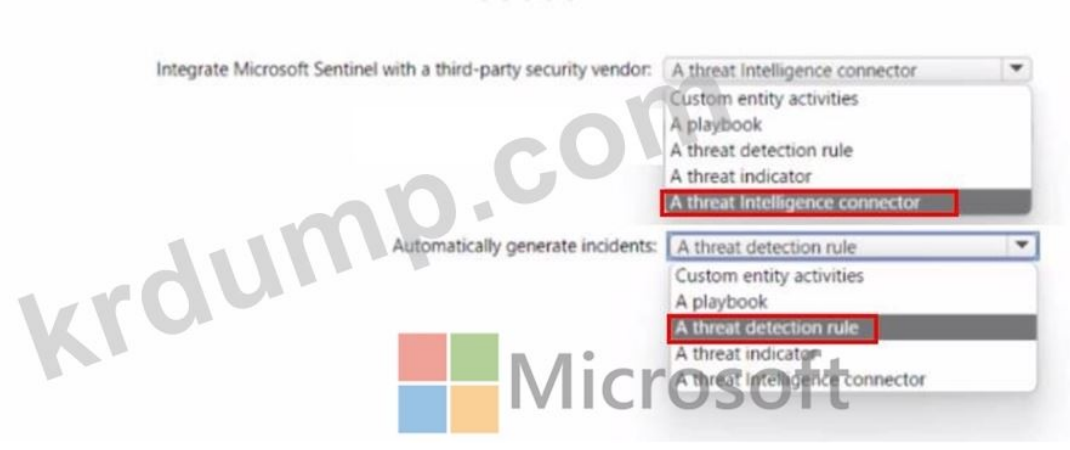 Integrate Microsoft Sentinel with a third-party security vendor: A threat Intelligence connector
Custom entity activities
A playbook
A threat detection rule
A threat indicator
A threat Intelligence connector
Automatically generate incidents: A threat detection rule
Custom entity activities
A playbook
A threat detection rule
A threat indicator
A threat Intelligence connector
krdump.com
Microsoft